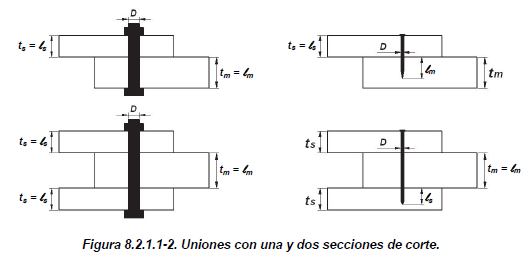 D
tₛ = ℓₛ
tₘ = ℓₘ
tₛ = ℓₛ
D
ℓₘ
tm
D
tₛ = ℓₛ
tₘ = ℓₘ
tₛ = ℓₛ
ts
D
tₘ = ℓₘ
ts
ℓₛ
Figura 8.2.1.1-2. Uniones con una y dos secciones de corte.